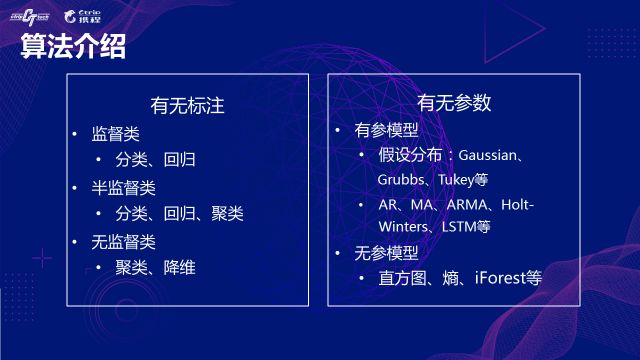 Ctrip tech Ctrip 携程
算法介绍
有无标注
• 监督类
• 分类、回归
• 半监督类
• 分类、回归、聚类
• 无监督类
• 聚类、降维
有无参数
• 有参模型
• 假设分布：Gaussian、
Grubbs、Tukey等
• AR、MA、ARMA、Holt-
Winters、LSTM等
• 无参模型
• 直方图、熵、iForest等